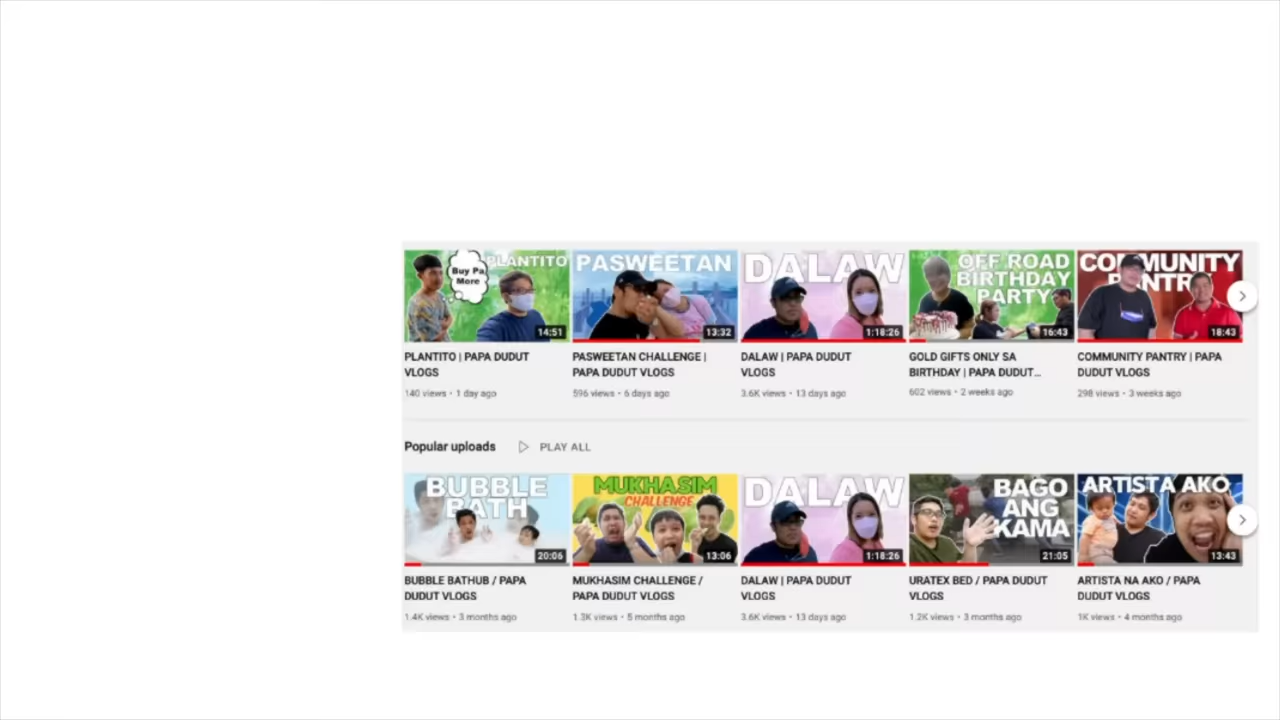 Buy Pa
More
PLANTITO
PASWEETAN
DALAW
OFF ROAD
BIRTHDAY
PARTY
COMMUNITY
PANTRY
14:51
13:32
1:18:26
16:43
18:43
PLANTITO | PAPA DUDUT
VLOGS
140 views • 1 day ago
PASWEETAN CHALLENGE |
PAPA DUDUT VLOGS
596 views • 6 days ago
DALAW | PAPA DUDUT
VLOGS
3.6K views • 13 days ago
GOLD GIFTS ONLY SA
BIRTHDAY | PAPA DUDUT...
602 views • 2 weeks ago
COMMUNITY PANTRY | PAPA
DUDUT VLOGS
298 views • 3 weeks ago
Popular uploads PLAY ALL
BUBBLE
BATH
MUKHASIM
CHALLENGE
DALAW
BAGO
ANG
KAMA
ARTISTA AKO
20:06
13:06
1:18:26
21:05
13:43
BUBBLE BATHUB / PAPA
DUDUT VLOGS
1.4K views • 3 months ago
MUKHASIM CHALLENGE /
PAPA DUDUT VLOGS
1.3K views • 5 months ago
DALAW | PAPA DUDUT
VLOGS
3.6K views • 13 days ago
URATEX BED / PAPA DUDUT
VLOGS
1.2K views • 3 months ago
ARTISTA NA AKO / PAPA
DUDUT VLOGS
1K views • 4 months ago